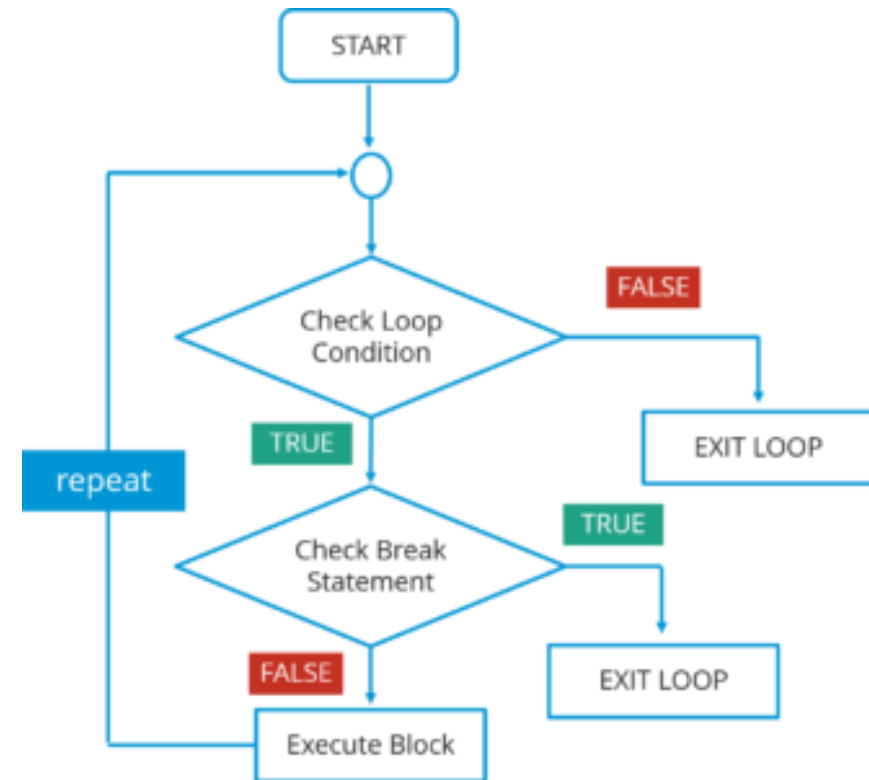 START
FALSE
Check Loop
Condition
EXIT LOOP
TRUE
repeat
TRUE
Check Break
Statement
FALSE
EXIT LOOP
Execute Block